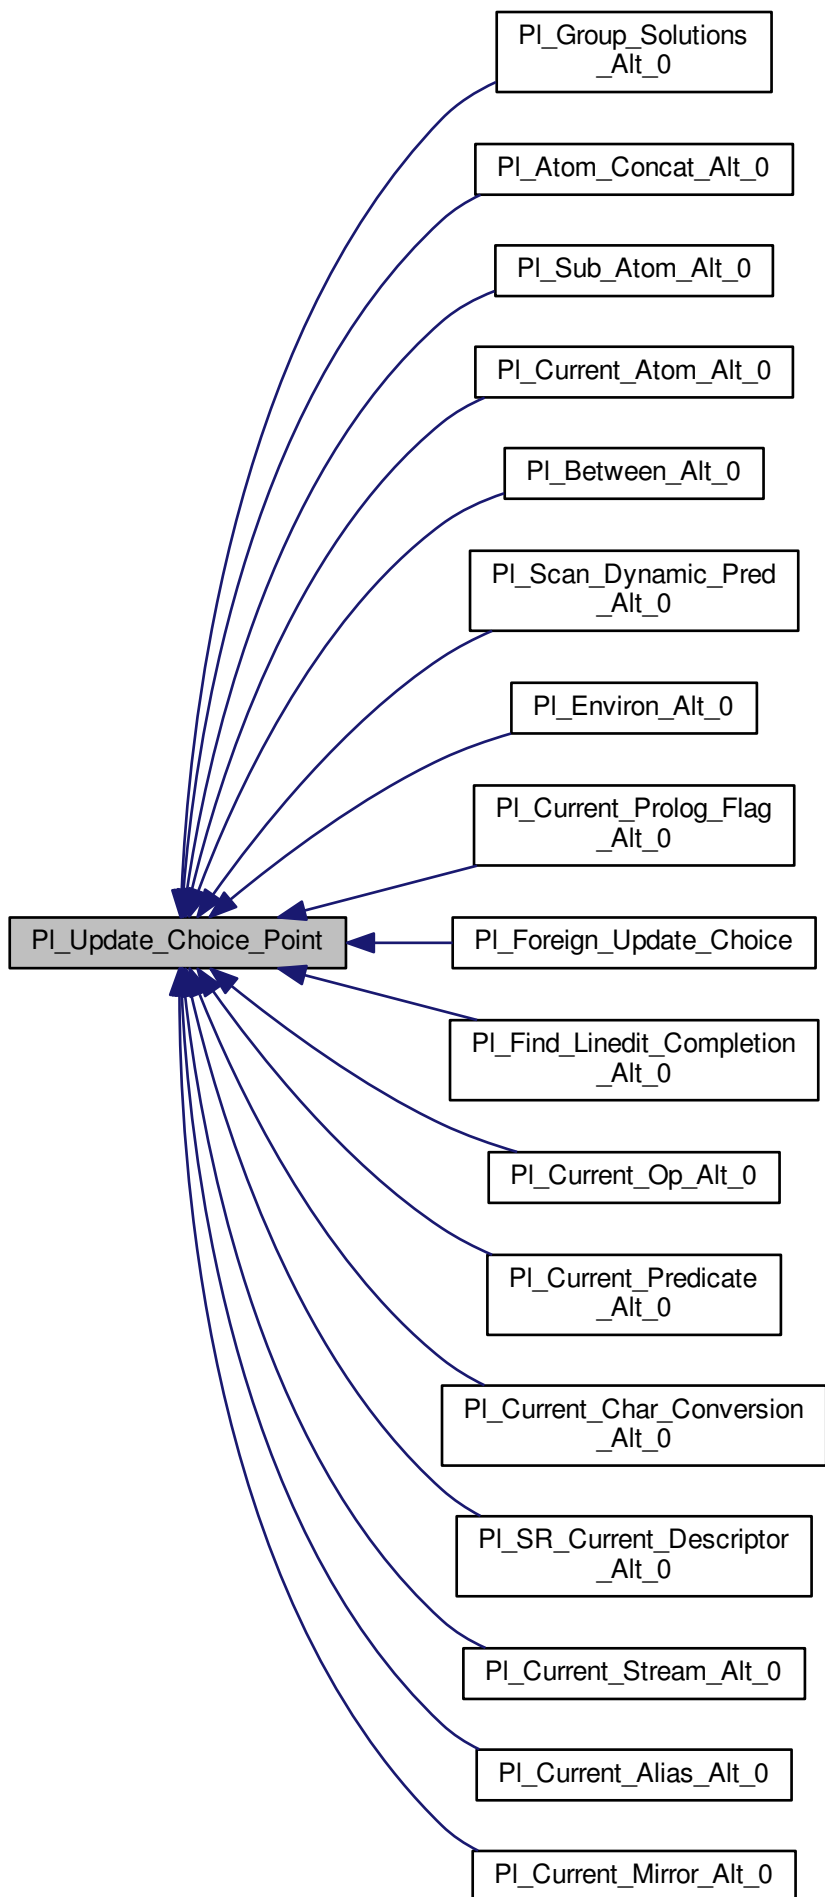 Pl_Group_Solutions
_Alt_0
Pl_Atom_Concat_Alt_0
Pl_Sub_Atom_Alt_0
Pl_Current_Atom_Alt_0
Pl_Between_Alt_0
Pl_Scan_Dynamic_Pred
_Alt_0
Pl_Environ_Alt_0
Pl_Current_Prolog_Flag
_Alt_0
Pl_Update_Choice_Point
Pl_Foreign_Update_Choice
Pl_Find_Linedit_Completion
_Alt_0
Pl_Current_Op_Alt_0
Pl_Current_Predicate
_Alt_0
Pl_Current_Char_Conversion
_Alt_0
Pl_SR_Current_Descriptor
_Alt_0
Pl_Current_Stream_Alt_0
Pl_Current_Alias_Alt_0
Pl_Current_Mirror_Alt_0